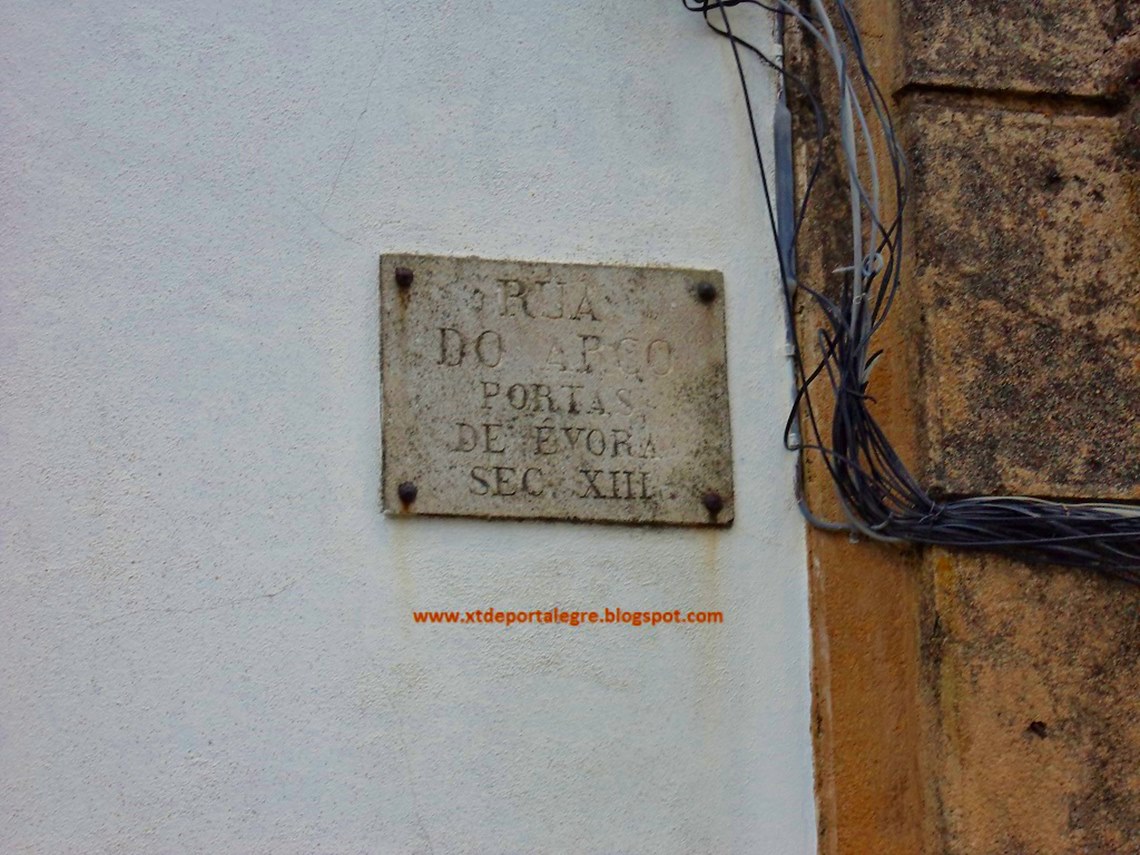 RUA
DO ARCO
PORTAS
DE ÉVORA
SEC. XIII.
www.xtdeportalegre.blogspot.com